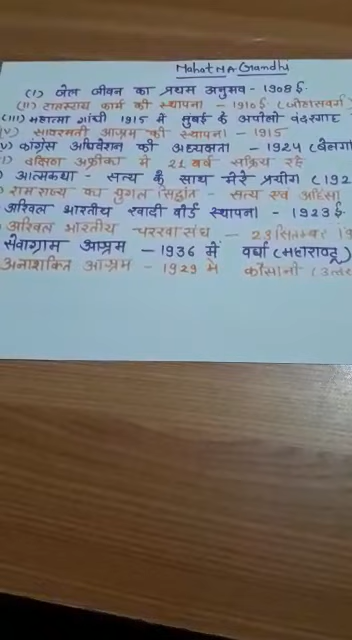 MahatMA Gandhi
(I) जेल जीवन का प्रथम अनुभव - 1908 ई.
(II) टालस्टाय फार्म की स्थापना - 1910 ई (जोहान्सबर्ग)
(III) महात्मा गांधी 1915 में मुंबई के अपोलो बंदरगाह
साबरमती आश्रम की स्थापना - 1915
कांग्रेस अधिवेशन की अध्यक्षता - 1924 (बेलगा
दक्षिण अफ्रीका में 21 वर्ष सक्रिय रहे
आत्मकथा - सत्य के साथ मेरे प्रयोग (192
रामराज्य का युगल सिद्धांत - सत्य एवं अहिंसा
अखिल भारतीय खादी बोर्ड स्थापना - 1923 ई.
अखिल भारतीय चरखा संघ - 23 सितम्बर 19
सेवाग्राम आश्रम - 1936 में वर्धा (महाराष्ट्र)
अनाशक्ति आश्रम - 1929 में कौसानी (उत्त